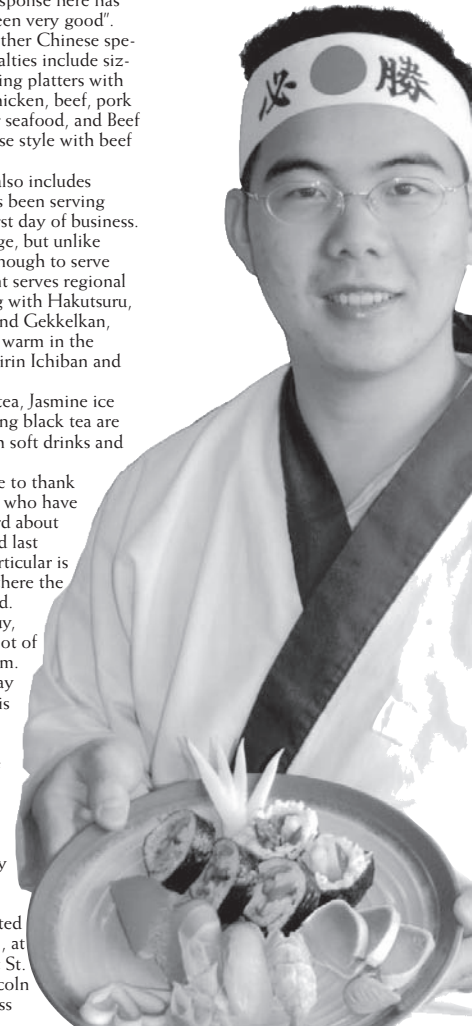 sponse here has
een very good”.
ther Chinese spe-
alties include siz-
ing platters with
hicken, beef, pork
r seafood, and Beef
se style with beef
lso includes
s been serving
rst day of business.
ge, but unlike
nough to serve
nt serves regional
g with Hakutsuru,
nd Gekkelkan,
warm in the
irin Ichiban and
tea, Jasmine ice
ng black tea are
n soft drinks and
e to thank
who have
rd about
d last
rticular is
here the
d.
uy,
ot of
m.
ay
is
y
ted
, at
St.
coln
ss
必 勝